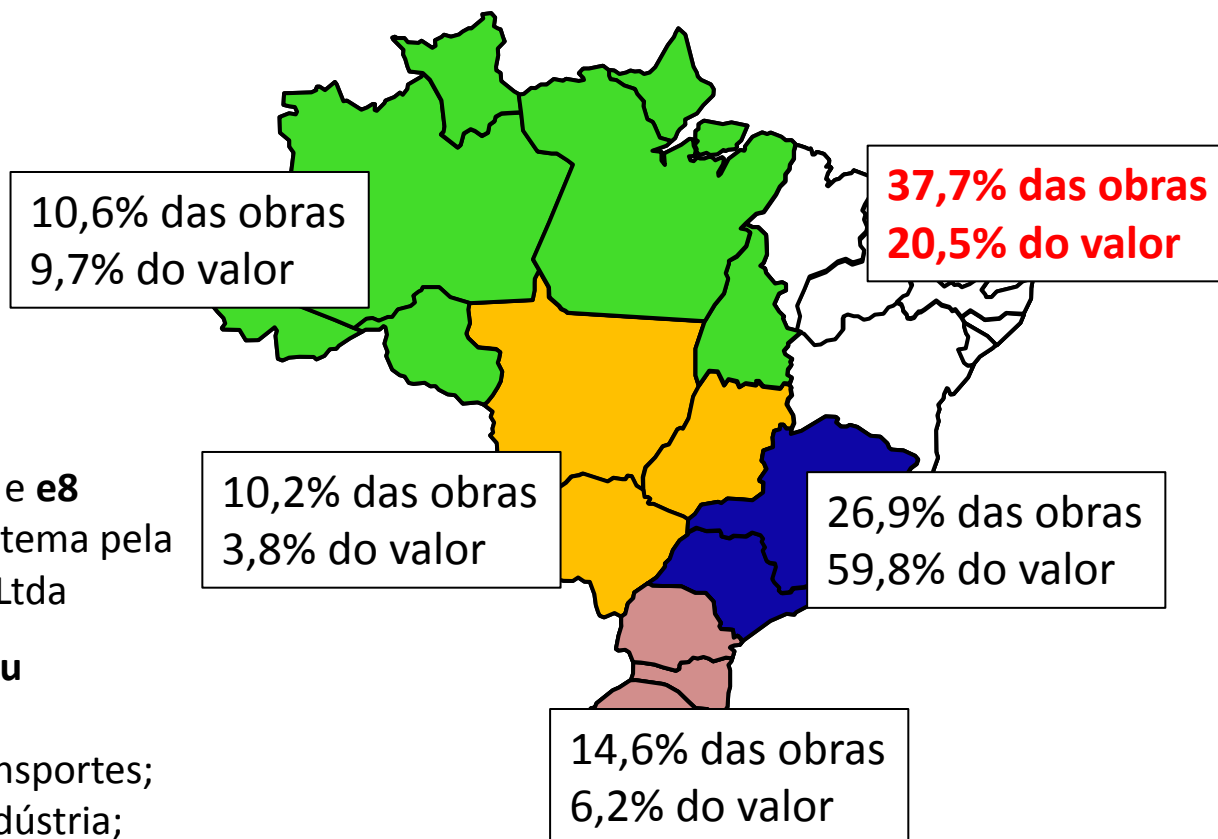 37,7% das obras
20,5% do valor
10,6% das obras
9,7% do valor
10,2% das obras
3,8% do valor
26,9% das obras
59,8% do valor
14,6% das obras
6,2% do valor
e e8
tema pela
Ltda
u
nsportes;
dústria;